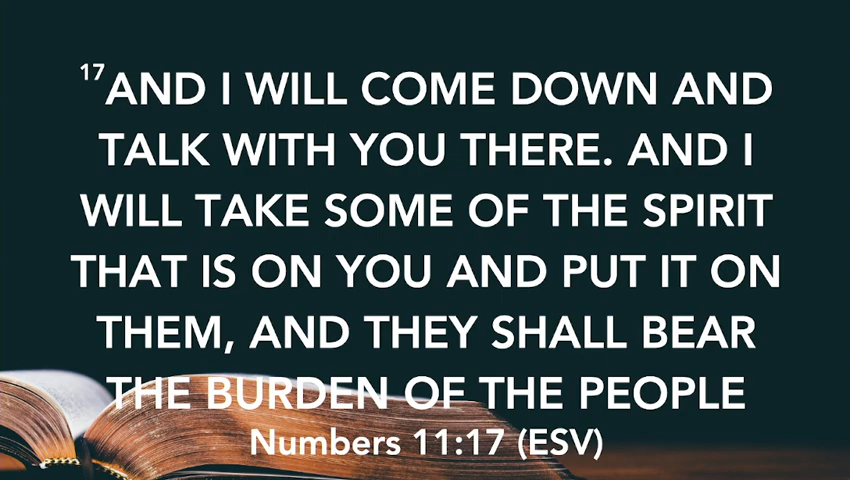 17AND I WILL COME DOWN AND
TALK WITH YOU THERE. AND I
WILL TAKE SOME OF THE SPIRIT
THAT IS ON YOU AND PUT IT ON
THEM, AND THEY SHALL BEAR
THE BURDEN OF THE PEOPLE
Numbers 11:17 (ESV)